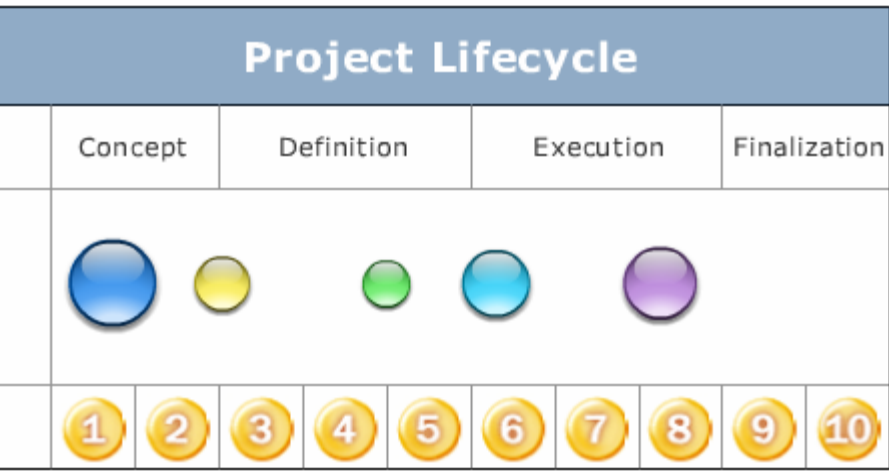 Project Lifecycle
Concept Definition Execution Finalization
1 2 3 4 5 6 7 8 9 10